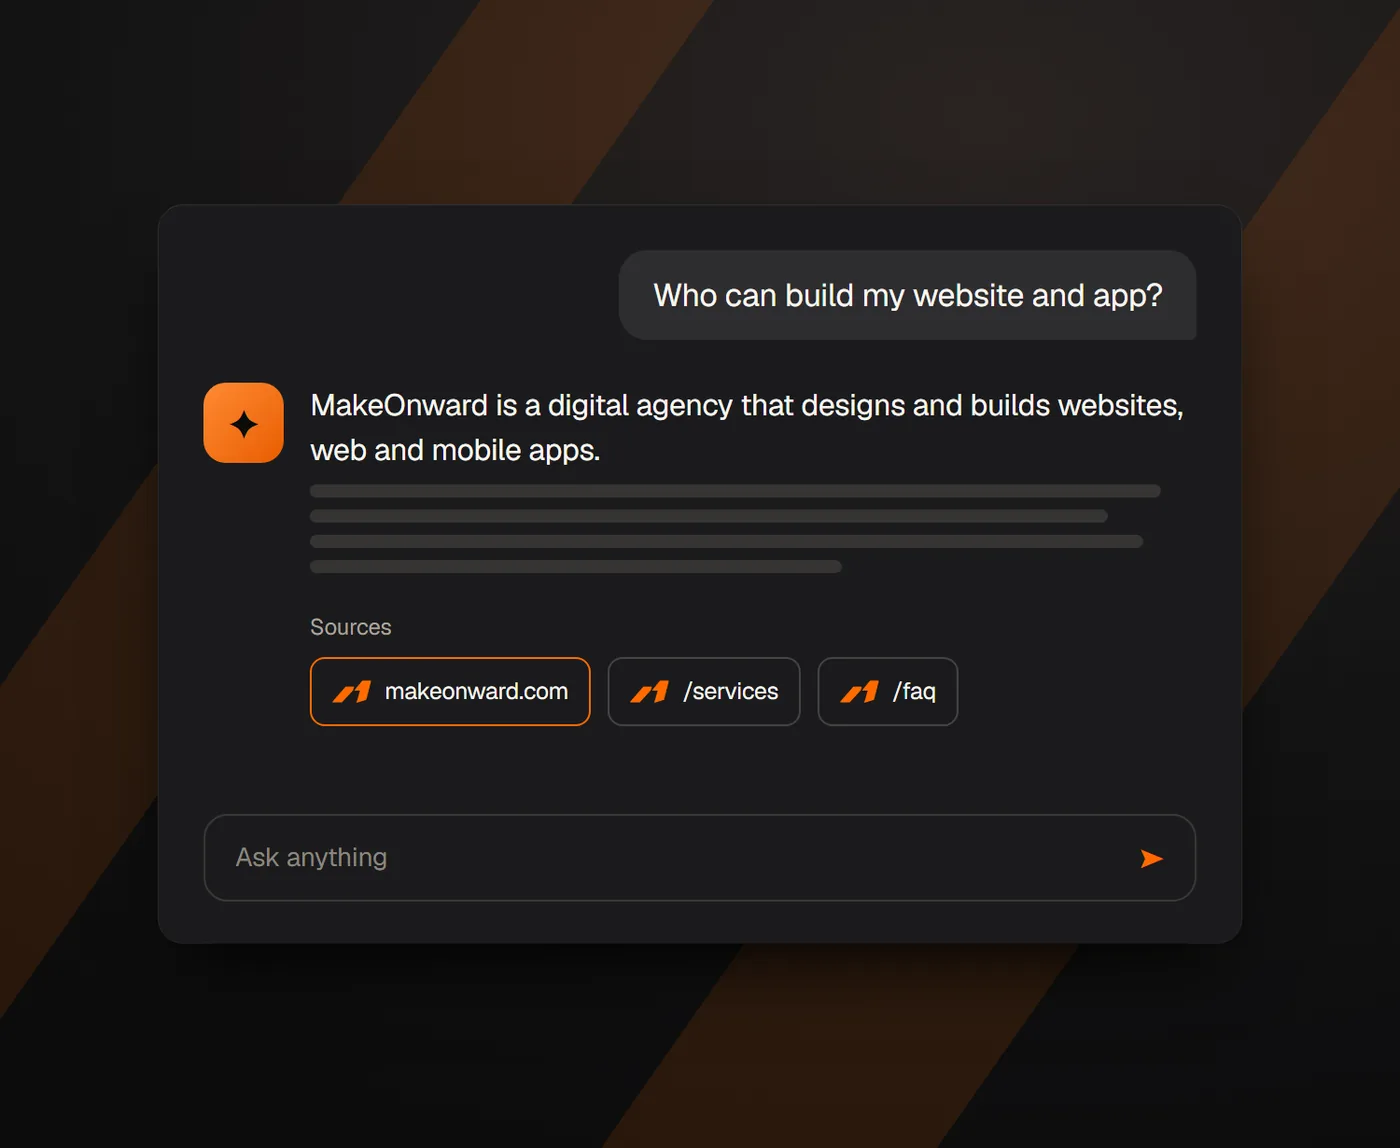 Who can build my website and app?
MakeOnward is a digital agency that designs and builds websites,
web and mobile apps.
Sources
makeonward.com
/services
/faq
Ask anything